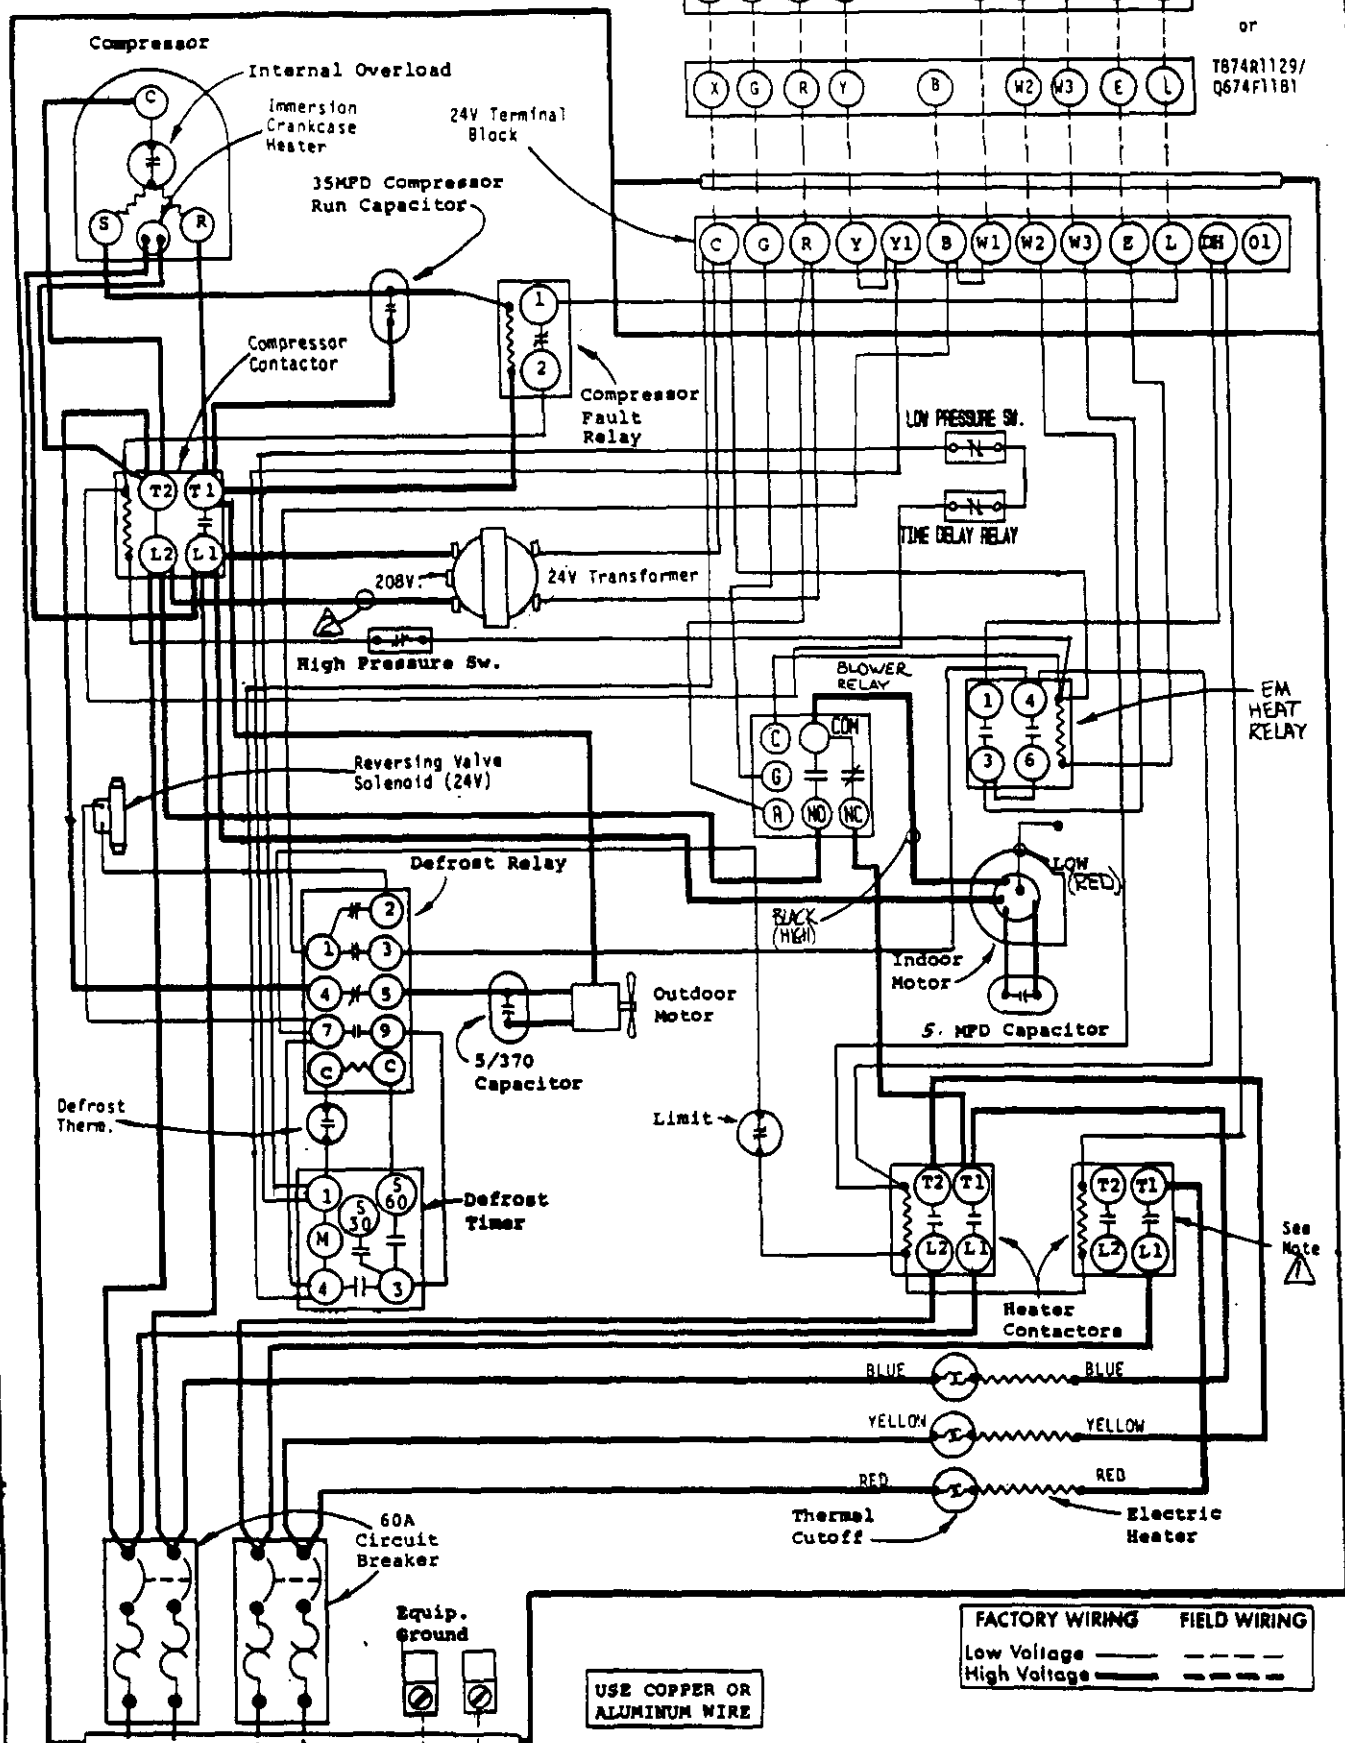 or
T874R1129/
Q674F1181
X G R Y B W2 W3 E L
Compressor
C
Internal Overload
Immersion
Crankcase
Heater
S R
24V Terminal
Block
35MFD Compressor
Run Capacitor
C G R Y Y1 B W1 W2 W3 E L DH O1
1
2
Compressor
Fault
Relay
Compressor
Contactor
LOW PRESSURE SW.
TIME DELAY RELAY
T2 T1
L2 L1
208V.
24V Transformer
2
High Pressure Sw.
BLOWER
RELAY
C COM
G
R NO NC
1 4
3 6
EM
HEAT
RELAY
Reversing Valve
Solenoid (24V)
Defrost Relay
2
1 3
4 5
7 9
C C
BLACK
(HIGH)
LOW
(RED)
Indoor
Motor
5. MFD Capacitor
Outdoor
Motor
5/370
Capacitor
Defrost
Therm.
Limit
1
S
30
S
60
M
4 3
Defrost
Timer
T2 T1
L2 L1
T2 T1
L2 L1
See
Note
1
Heater
Contactors
BLUE BLUE
YELLOW YELLOW
RED RED
Thermal
Cutoff
Electric
Heater
60A
Circuit
Breaker
Equip.
Ground
USE COPPER OR
ALUMINUM WIRE
FACTORY WIRING FIELD WIRING
Low Voltage
High Voltage